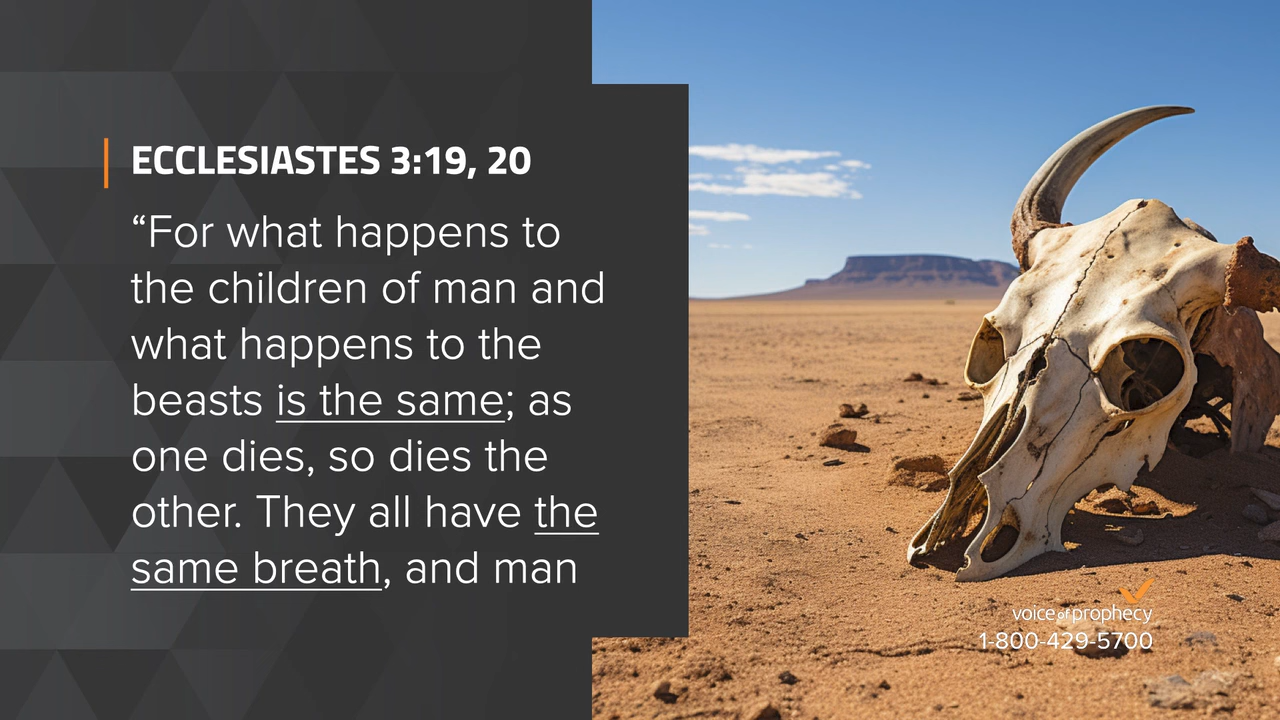 ECCLESIASTES 3:19, 20
“For what happens to
the children of man and
what happens to the
beasts is the same; as
one dies, so dies the
other. They all have the
same breath, and man
voice of prophecy
1-800-429-5700